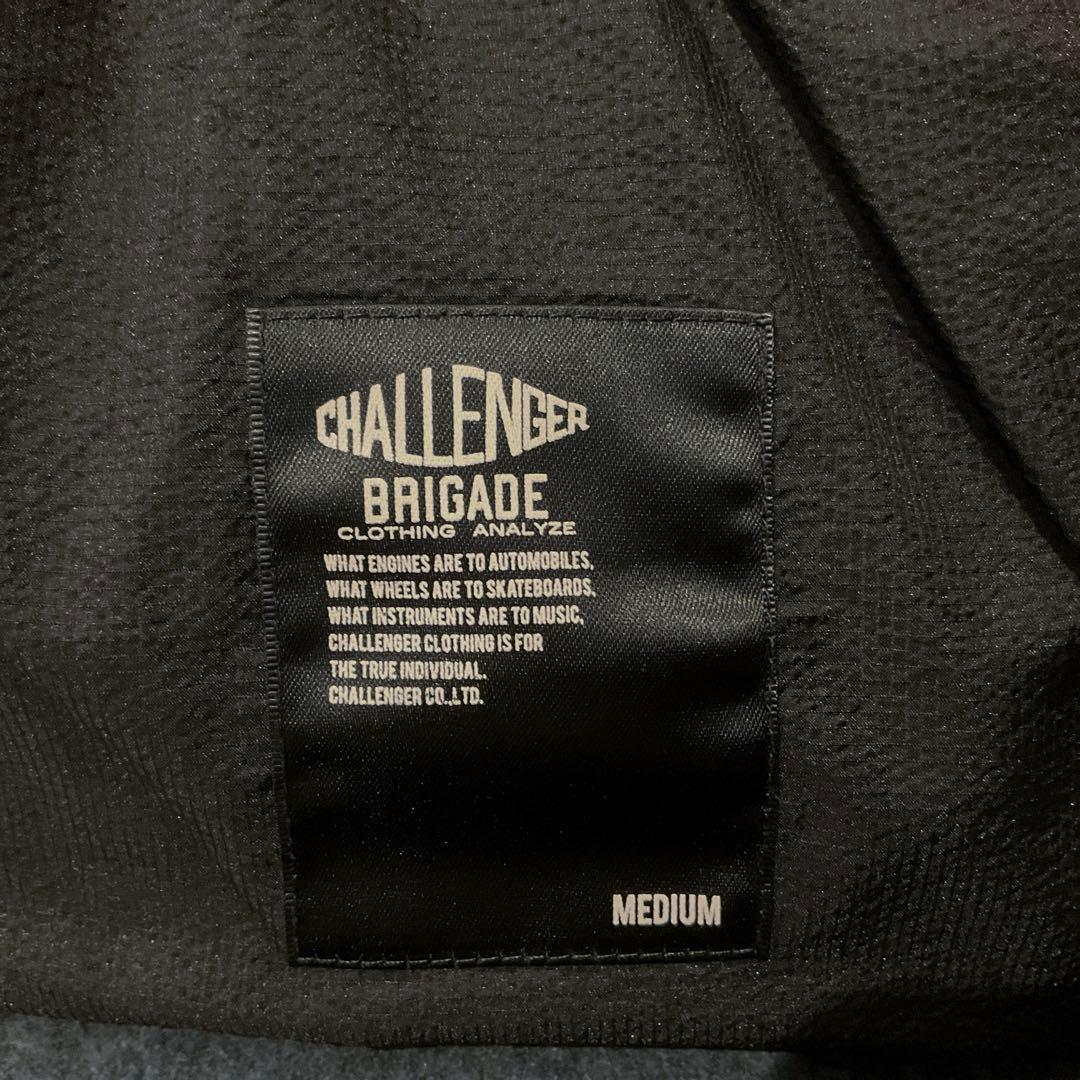 CHALLENGER
BRIGADE
CLOTHING ANALYZE
WHAT ENGINES ARE TO AUTOMOBILES,
WHAT WHEELS ARE TO SKATEBOARDS,
WHAT INSTRUMENTS ARE TO MUSIC,
CHALLENGER CLOTHING IS FOR
THE TRUE INDIVIDUAL.
CHALLENGER CO.,LTD.
MEDIUM